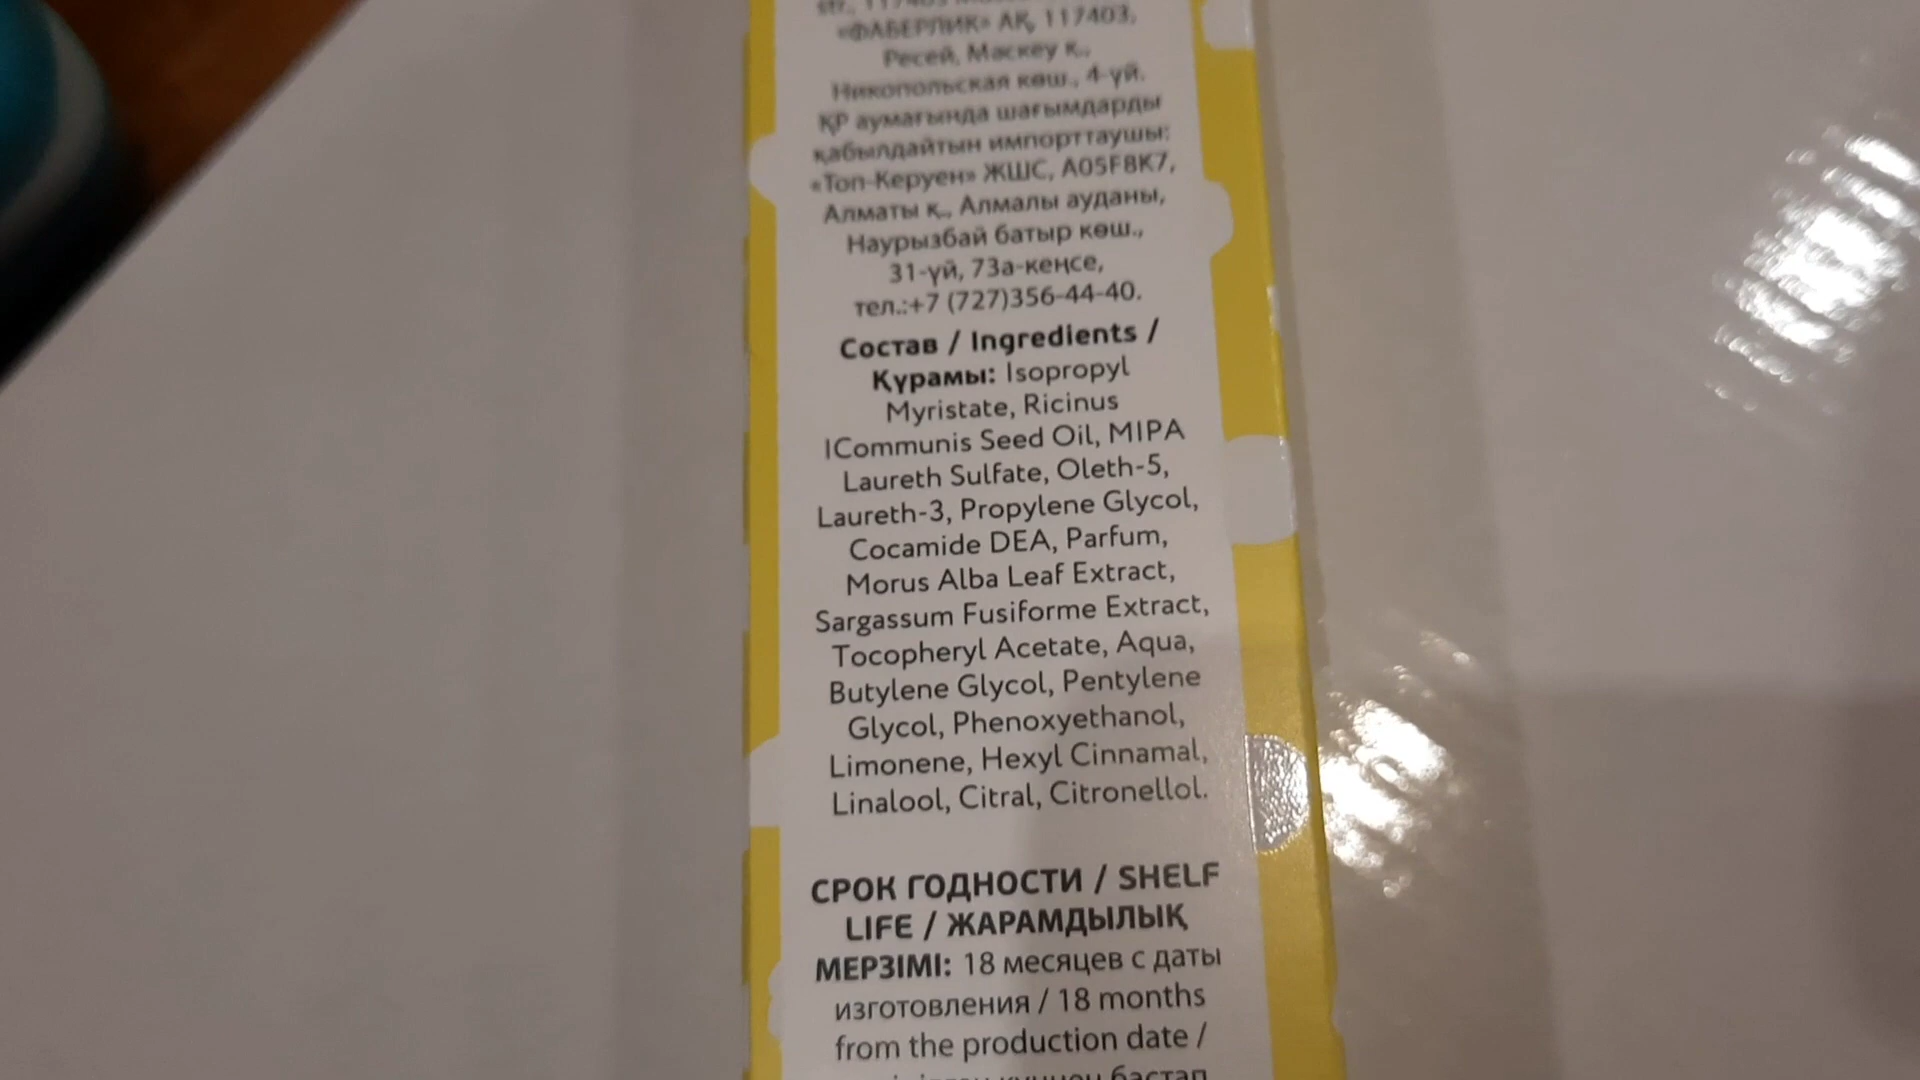 «ФАБЕРЛИК» АҚ, 117403,
Ресей, Мәскеу қ.,
Никопольская көш., 4-үй.
ҚР аумағында шағымдарды
қабылдайтын импорттаушы:
«Топ-Керуен» ЖШС, A05F8K7,
Алматы қ., Алмалы ауданы,
Наурызбай батыр көш.,
31-үй, 73а-кеңсе,
тел.:+7 (727)356-44-40.
Состав / Ingredients /
Құрамы: Isopropyl
Myristate, Ricinus
lCommunis Seed Oil, MIPA
Laureth Sulfate, Oleth-5,
Laureth-3, Propylene Glycol,
Cocamide DEA, Parfum,
Morus Alba Leaf Extract,
Sargassum Fusiforme Extract,
Tocopheryl Acetate, Aqua,
Butylene Glycol, Pentylene
Glycol, Phenoxyethanol,
Limonene, Hexyl Cinnamal,
Linalool, Citral, Citronellol.
СРОК ГОДНОСТИ / SHELF
LIFE / ЖАРАМДЫЛЫҚ
МЕРЗІМІ: 18 месяцев с даты
изготовления / 18 months
from the production date /